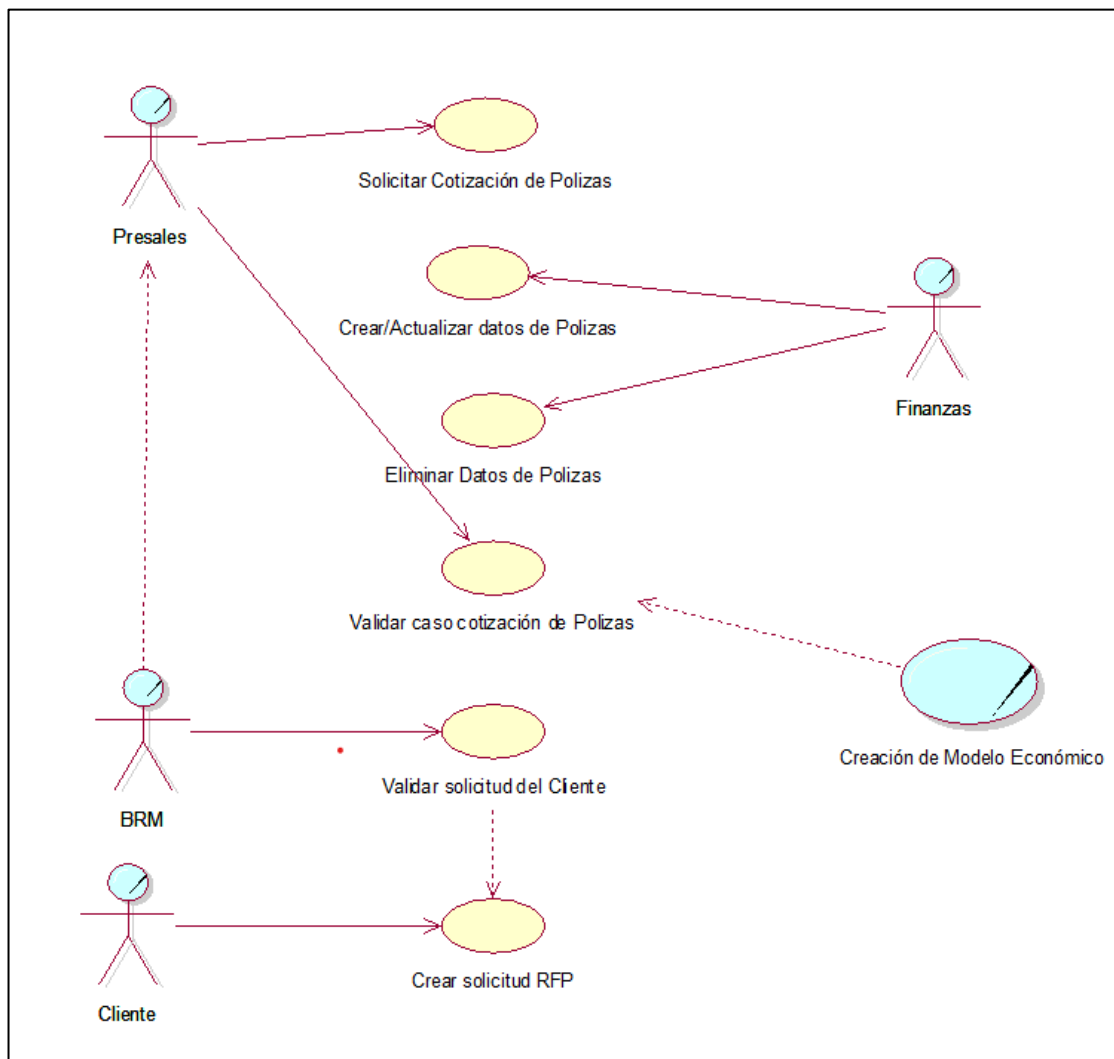 Solicitar Cotización de Polizas
Presales
Crear/Actualizar datos de Polizas
Finanzas
Eliminar Datos de Polizas
Validar caso cotización de Polizas
Creación de Modelo Económico
Validar solicitud del Cliente
BRM
Crear solicitud RFP
Cliente